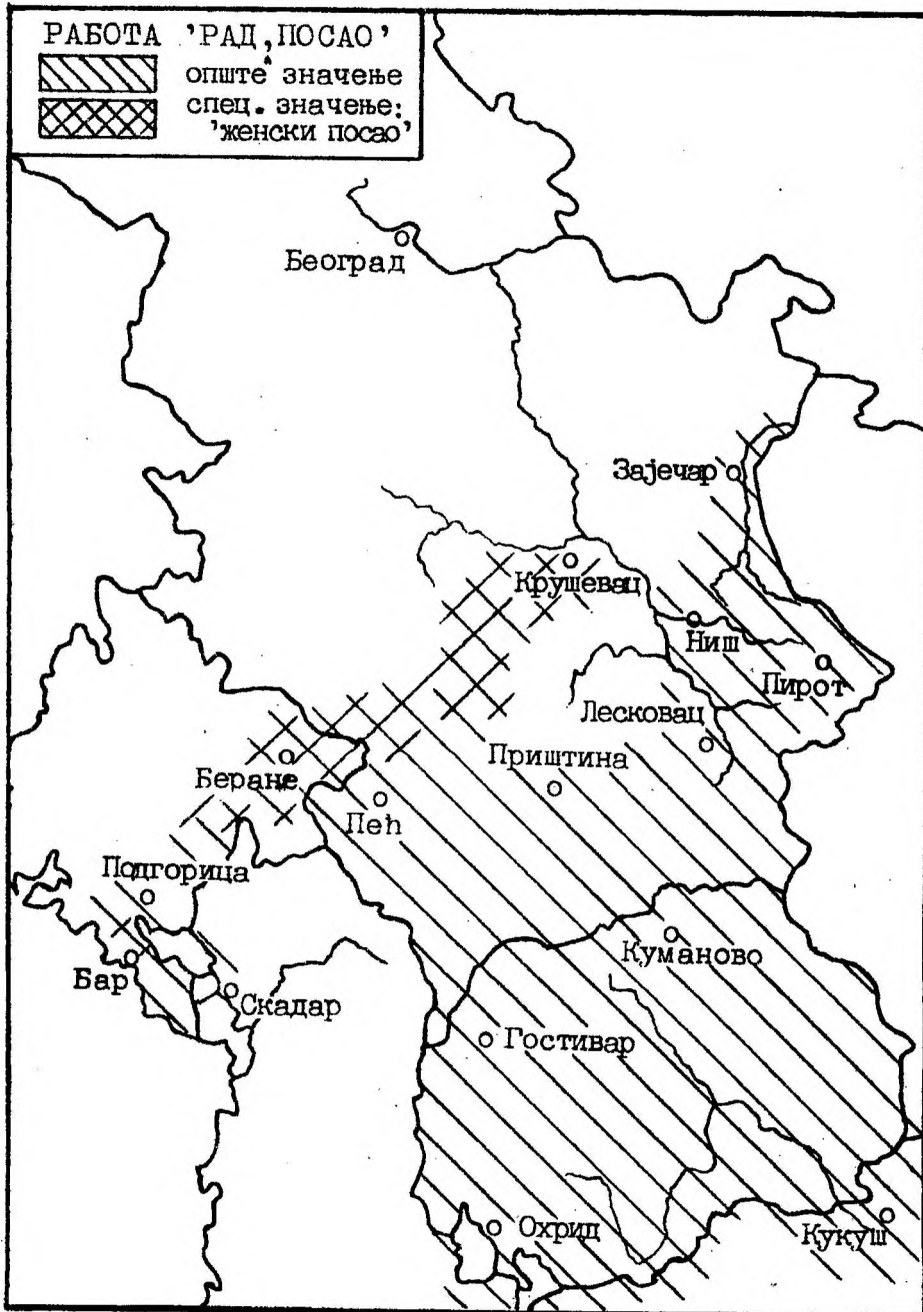 РАБОТА 'РАД, ПОСАО'
опште значење
спец. значење:
'женски посао'
Београд
Зајечар
Крушевац
Ниш
Пирот
Лесковац
Приштина
Беране
Пећ
Подгорица
Куманово
Бар
Скадар
Гостивар
Охрид
Кукуш